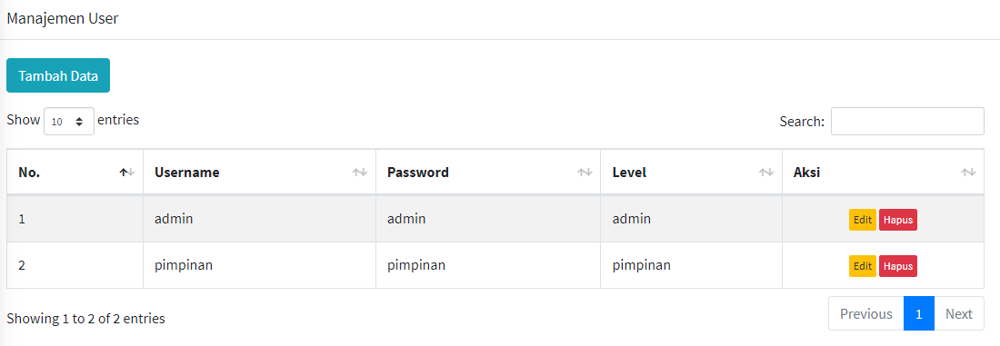 Manajemen User
Tambah Data
Show 10 entries
Search:
No. Username Password Level Aksi
1 admin admin admin Edit Hapus
2 pimpinan pimpinan pimpinan Edit Hapus
Showing 1 to 2 of 2 entries
Previous 1 Next